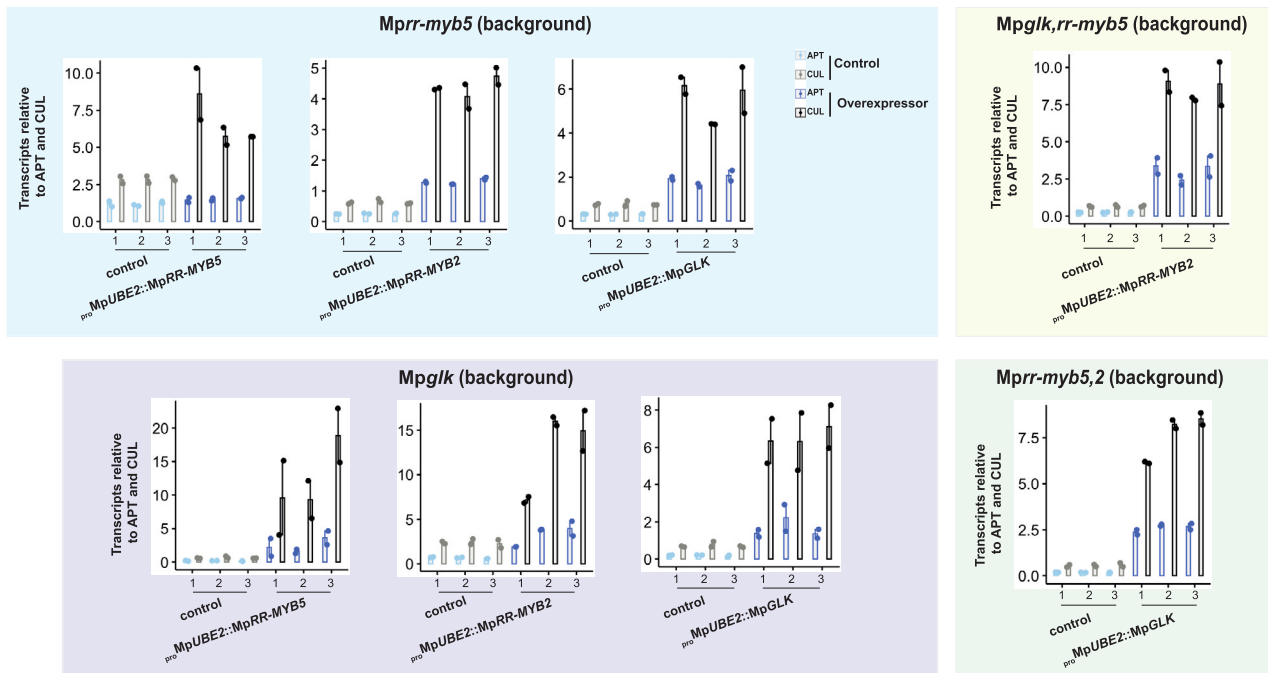 Mprr-myb5 (background)
Transcripts relative
to APT and CUL
10.0
7.5
5.0
2.5
0.0
1 2 3 1 2 3
control
proMpUBE2::MpRR-MYB5
5
4
3
2
1
0
1 2 3 1 2 3
control
proMpUBE2::MpRR-MYB2
6
4
2
0
1 2 3 1 2 3
control
proMpUBE2::MpGLK
APT
CUL
Control
APT
CUL
Overexpressor
Mpglk,rr-myb5 (background)
Transcripts relative
to APT and CUL
10.0
7.5
5.0
2.5
0.0
1 2 3 1 2 3
control
proMpUBE2::MpRR-MYB2
Mpglk (background)
Transcripts relative
to APT and CUL
20
15
10
5
0
1 2 3 1 2 3
control
proMpUBE2::MpRR-MYB5
15
10
5
0
1 2 3 1 2 3
control
proMpUBE2::MpRR-MYB2
8
6
4
2
0
1 2 3 1 2 3
control
proMpUBE2::MpGLK
Mprr-myb5,2 (background)
Transcripts relative
to APT and CUL
7.5
5.0
2.5
0.0
1 2 3 1 2 3
control
proMpUBE2::MpGLK